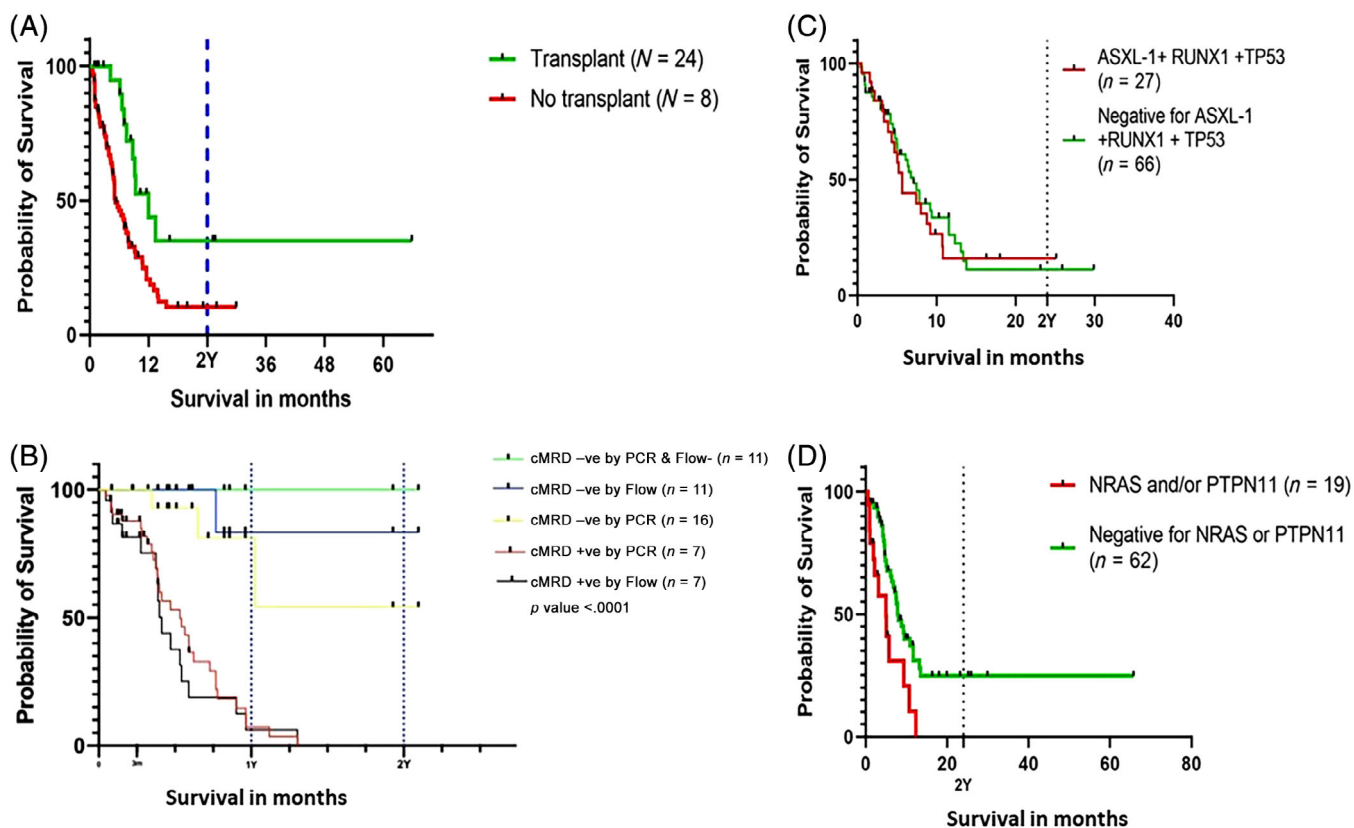 (A)
Probability of Survival
100
50
0
0 12 2Y 36 48 60
Survival in months
Transplant (N = 24)
No transplant (N = 8)
(B)
Probability of Survival
100
50
0
0 3m 1Y 2Y
Survival in months
cMRD –ve by PCR & Flow- (n = 11)
cMRD –ve by Flow (n = 11)
cMRD –ve by PCR (n = 16)
cMRD +ve by PCR (n = 7)
cMRD +ve by Flow (n = 7)
p value <.0001
(C)
Probability of Survival
100
50
0
0 10 20 2Y 30 40
Survival in months
ASXL-1+ RUNX1 +TP53
(n = 27)
Negative for ASXL-1
+RUNX1 + TP53
(n = 66)
(D)
Probability of Survival
100
50
0
0 20 40 60 80
2Y
Survival in months
NRAS and/or PTPN11 (n = 19)
Negative for NRAS or PTPN11
(n = 62)